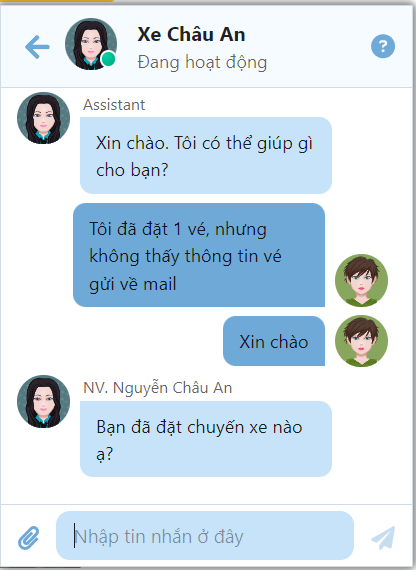 Xe Châu An
Đang hoạt động
?
Assistant
Xin chào. Tôi có thể giúp gì
cho bạn?
Tôi đã đặt 1 vé, nhưng
không thấy thông tin vé
gửi về mail
Xin chào
NV. Nguyễn Châu An
Bạn đã đặt chuyến xe nào
ạ?
Nhập tin nhắn ở đây